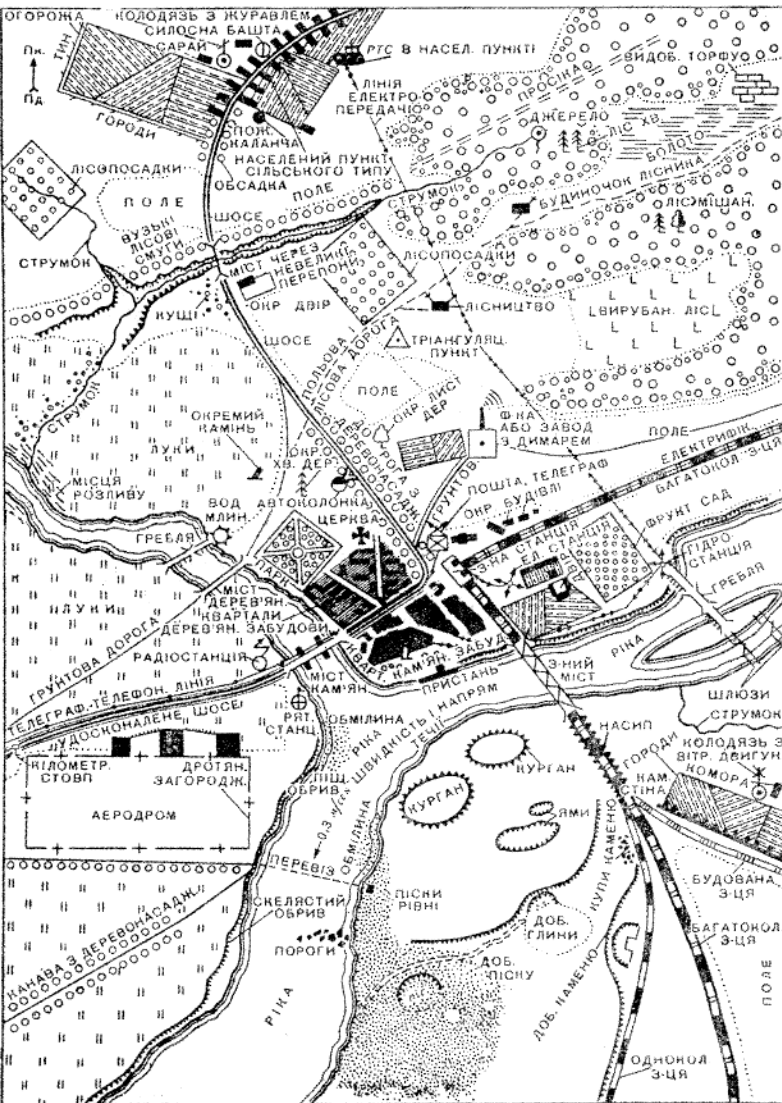 ОГОРОЖА
КОЛОДЯЗЬ З ЖУРАВЛЕМ
СИЛОСНА БАШТА
САРАЙ
РТС В НАСЕЛ. ПУНКТІ
Пн.
Пд.
ТИН
ГОРОДИ
ЛІНІЯ
ЕЛЕКТРО
ПЕРЕДАЧІ
ПРОСІКА
ВИДОБ. ТОРФУ
ДЖЕРЕЛО
ЛІС ХВ.
БОЛОТО
ПОЖ.
КАЛАНЧА
НАСЕЛЕНИЙ ПУНКТ
СІЛЬСЬКОГО ТИПУ
ОБСАДКА
ЛІСОПОСАДКИ
ПОЛЕ
ШОСЕ
ПОЛЕ
СТРУМОК
БУДИНОЧОК ЛІСНИКА
ЛІС МІШАН.
ВУЗЬКІ
ЛІСОВІ
СМУГИ
СТРУМОК
МІСТ ЧЕРЕЗ
НЕВЕЛИКІ
ПЕРЕПОНИ
ЛІСОПОСАДКИ
ОКР. ДВІР
КУЩІ
ЛІСНИЦТВО
ВИРУБАН. ЛІС
ШОСЕ
ПОЛЬОВА І
ЛІСОВА ДОРОГА
ТРІАНГУЛЯЦ.
ПУНКТ
СТРУМОК
ПОЛЕ
ОКР. ЛИСТ
ДЕР.
ОКРЕМИЙ
КАМІНЬ
ЛУКИ
ОКР.
ХВ. ДЕР.
ДОРОГА З
ДЕРЕВОНАСАДЖ.
Ф-КА
АБО ЗАВОД
З ДИМАРЕМ
ПОЛЕ
ГРУНТОВ.
ЕЛЕКТРИФІК.
БАГАТОКОЛ. З-ЦЯ
МІСЦЯ
РОЗЛИВУ
ВОД.
МЛИН.
АВТОКОЛОНКА
ЦЕРКВА
ПОШТА, ТЕЛЕГРАФ
ОКР. БУДІВЛІ
ГРЕБЛЯ
З-НА СТАНЦІЯ
ЕЛ. СТАНЦІЯ
ФРУКТ САД
ГІДРО-
СТАНЦІЯ
ГРЕБЛЯ
ПАРК
ЛУКИ
МІСТ
ДЕРЕВ'ЯН.
КВАРТАЛИ
ДЕРЕВ'ЯН. ЗАБУДОВИ
ГРУНТОВА ДОРОГА
РАДІОСТАНЦІЯ
КВАРТ. КАМ'ЯН. ЗАБУД.
ПРИСТАНЬ
З-НИЙ
МІСТ
РІКА
ТЕЛЕГРАФ.-ТЕЛЕФОН. ЛІНІЯ
УДОСКОНАЛЕНЕ ШОСЕ
МІСТ
КАМ'ЯН.
ШЛЮЗИ
СТРУМОК
РЯТ.
СТАНЦ.
ОБМІЛИНА
РІКА
ШВИДКІСТЬ І НАПРЯМ
ТЕЧІЇ
0,3
НАСИП
КІЛОМЕТР.
СТОВП
ДРОТЯН.
ЗАГОРОДЖ.
ПІЩ.
ОБРИВ
КУРГАН
КУРГАН
ГОРОДИ
КАМ.
СТІНА
КОЛОДЯЗЬ З
ВІТР. ДВИГУН.
КОМОРА
АЕРОДРОМ
ОБМІЛИНА
ЯМИ
ПЕРЕВІЗ
КУПИ КАМЕНЮ
СКЕЛЯСТИЙ
ОБРИВ
ПІСКИ
РІВНІ
БУДОВАНА
З-ЦЯ
КАНАВА З ДЕРЕВОНАСАДЖ.
ПОРОГИ
ДОБ.
ГЛИНИ
БАГАТОКОЛ
З-ЦЯ
ДОБ.
ПІСКУ
ДОБ. КАМЕНЮ
ПОЛЕ
РІКА
ОДНОКОЛ
З-ЦЯ